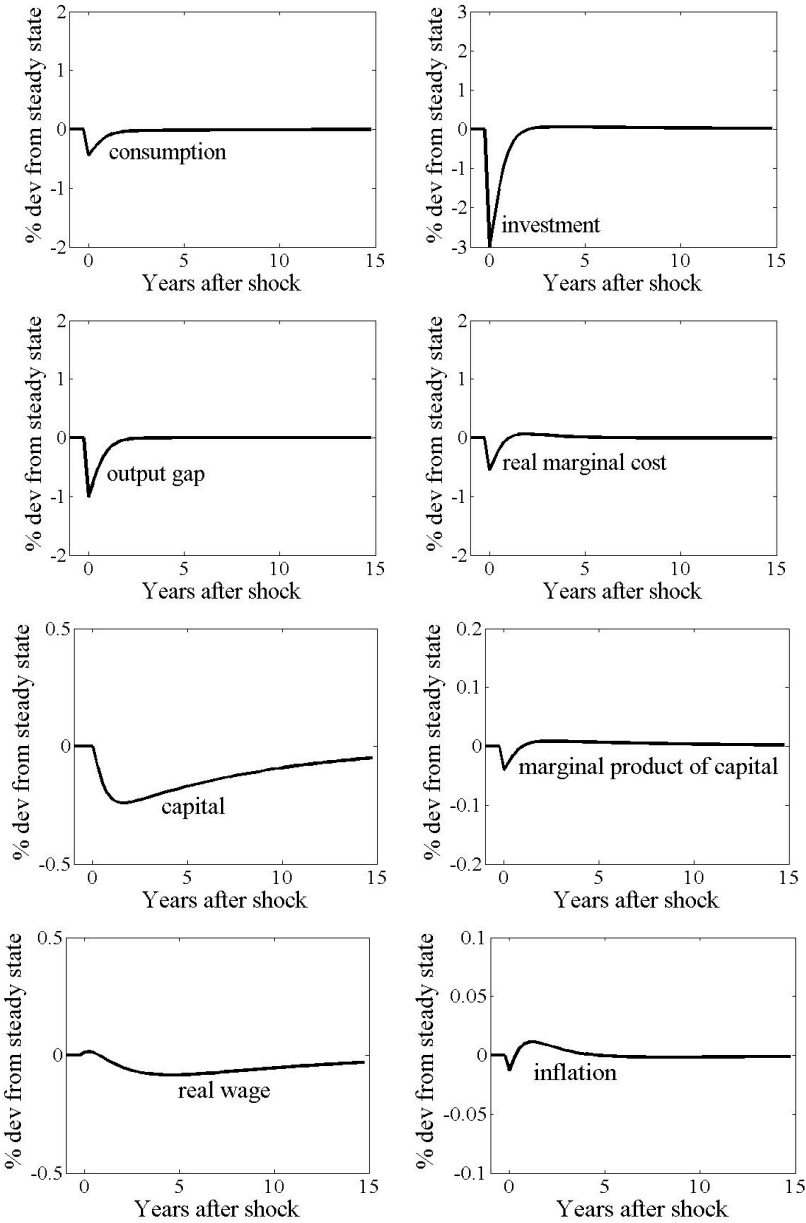 % dev from steady state
2
1
0
-1
-2
consumption
0 5 10 15
Years after shock
% dev from steady state
3
2
1
0
-1
-2
-3
investment
0 5 10 15
Years after shock
% dev from steady state
2
1
0
-1
-2
output gap
0 5 10 15
Years after shock
% dev from steady state
2
1
0
-1
-2
real marginal cost
0 5 10 15
Years after shock
% dev from steady state
0.5
0
-0.5
capital
0 5 10 15
Years after shock
% dev from steady state
0.2
0.1
0
-0.1
-0.2
marginal product of capital
0 5 10 15
Years after shock
% dev from steady state
0.5
0
-0.5
real wage
0 5 10 15
Years after shock
% dev from steady state
0.1
0.05
0
-0.05
-0.1
inflation
0 5 10 15
Years after shock